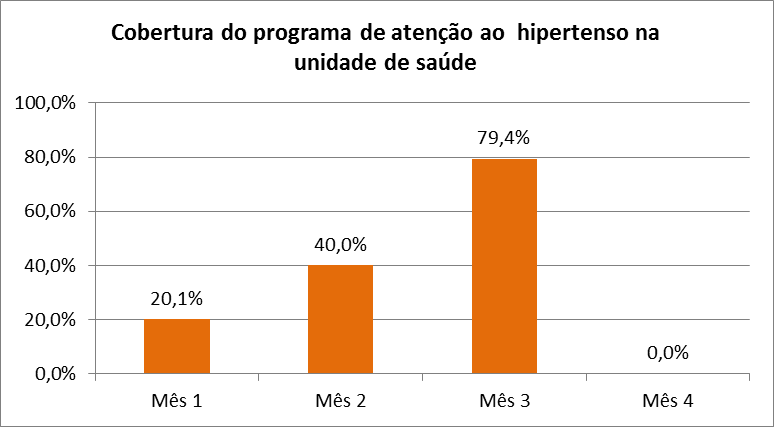 Cobertura do programa de atenção ao  hipertenso na
unidade de saúde
100,0%
80,0%
60,0%
40,0%
20,0%
0,0%
20,1%
40,0%
79,4%
0,0%
Mês 1
Mês 2
Mês 3
Mês 4